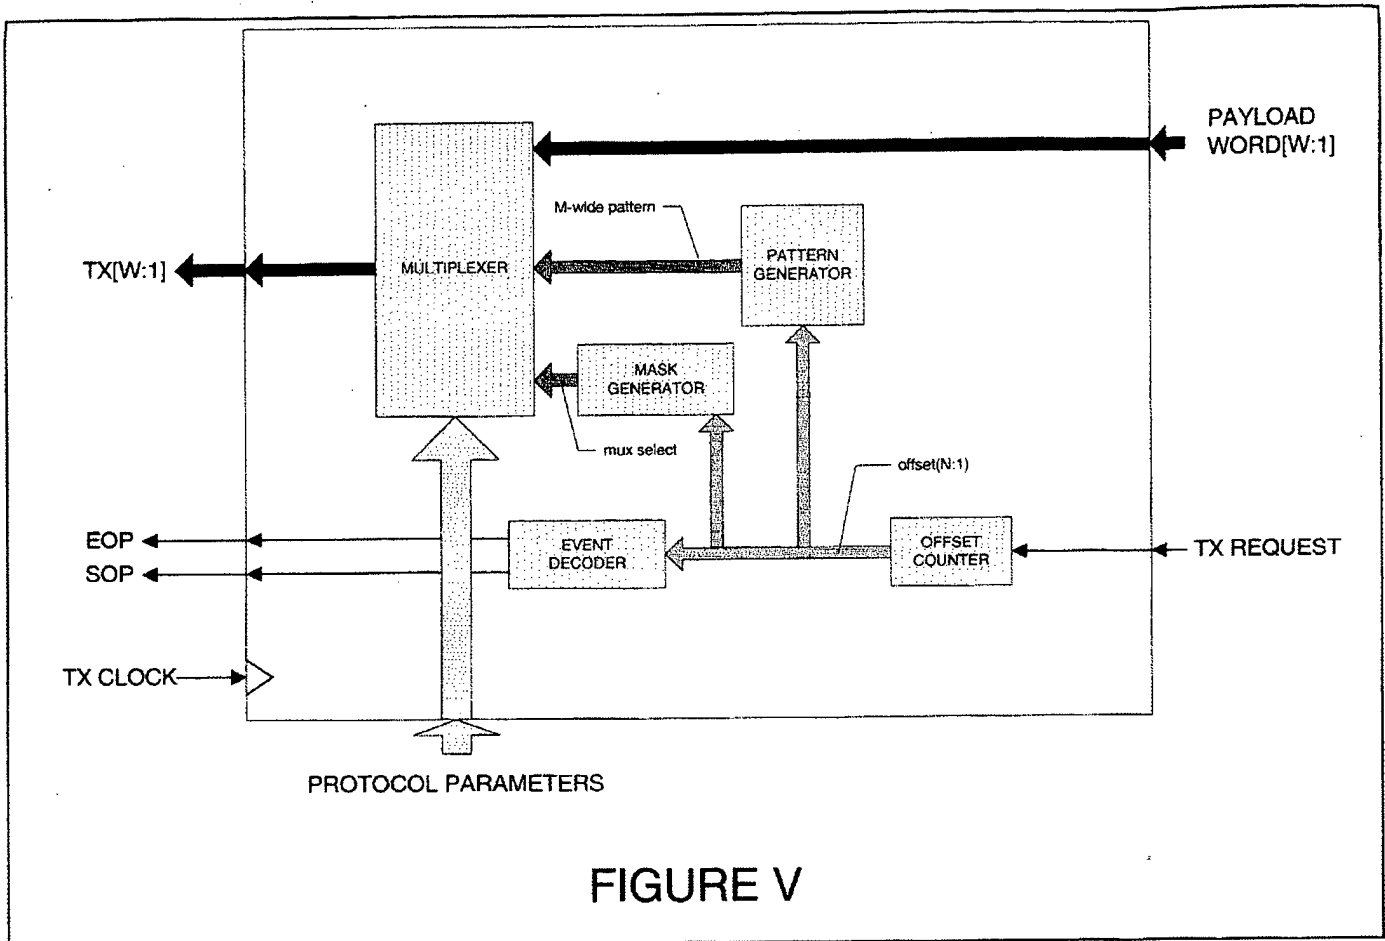 PAYLOAD
WORD[W:1]
M-wide pattern
TX[W:1]
MULTIPLEXER
PATTERN
GENERATOR
MASK
GENERATOR
mux select
offset(N:1)
EOP
SOP
EVENT
DECODER
OFFSET
COUNTER
TX REQUEST
TX CLOCK
PROTOCOL PARAMETERS
FIGURE V